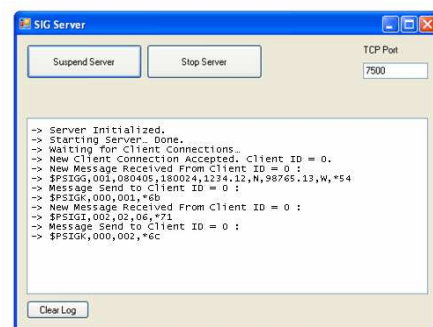 SIG Server
Suspend Server
Stop Server
TCP Port
7500
-> Server Initialized.
-> Starting Server… Done.
-> Waiting for Client Connections…
-> New Client Connection Accepted. Client ID = 0.
-> New Message Received From Client ID = 0 :
-> $PSIGG,001,080405,180024,1234.12,N,98765.13,W,*54
-> Message Send to Client ID = 0 :
-> $PSIGK,000,001,*6b
-> New Message Received From Client ID = 0 :
-> $PSIGI,002,02,06,*71
-> Message Send to Client ID = 0 :
-> $PSIGK,000,002,*6c
Clear Log